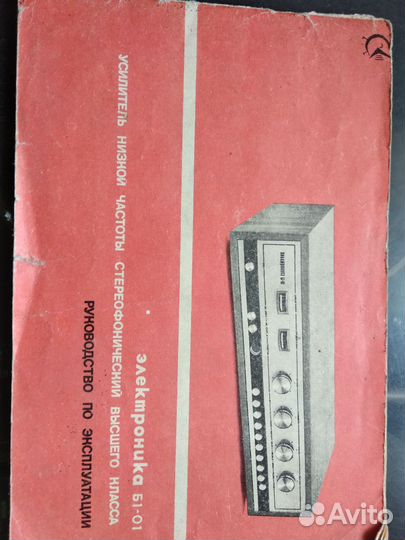 электроника Б1-01
УСИЛИТЕЛЬ НИЗКОЙ ЧАСТОТЫ СТЕРЕОФОНИЧЕСКИЙ ВЫСШЕГО КЛАССА
РУКОВОДСТВО ПО ЭКСПЛУАТАЦИИ
Avito